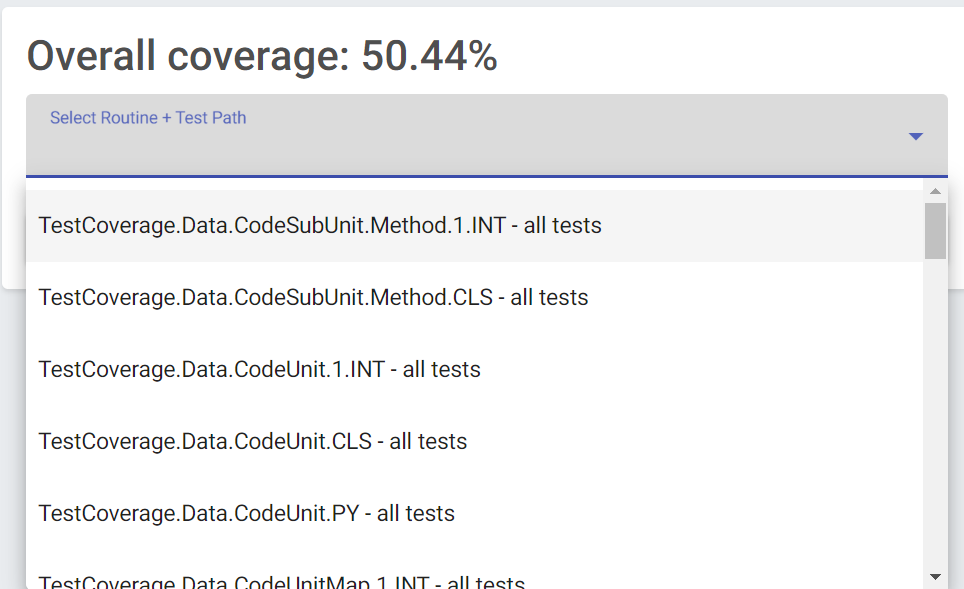 Overall coverage: 50.44%
Select Routine + Test Path
TestCoverage.Data.CodeSubUnit.Method.1.INT - all tests
TestCoverage.Data.CodeSubUnit.Method.CLS - all tests
TestCoverage.Data.CodeUnit.1.INT - all tests
TestCoverage.Data.CodeUnit.CLS - all tests
TestCoverage.Data.CodeUnit.PY - all tests
TestCoverage.Data.CodeUnitMap.1.INT - all tests